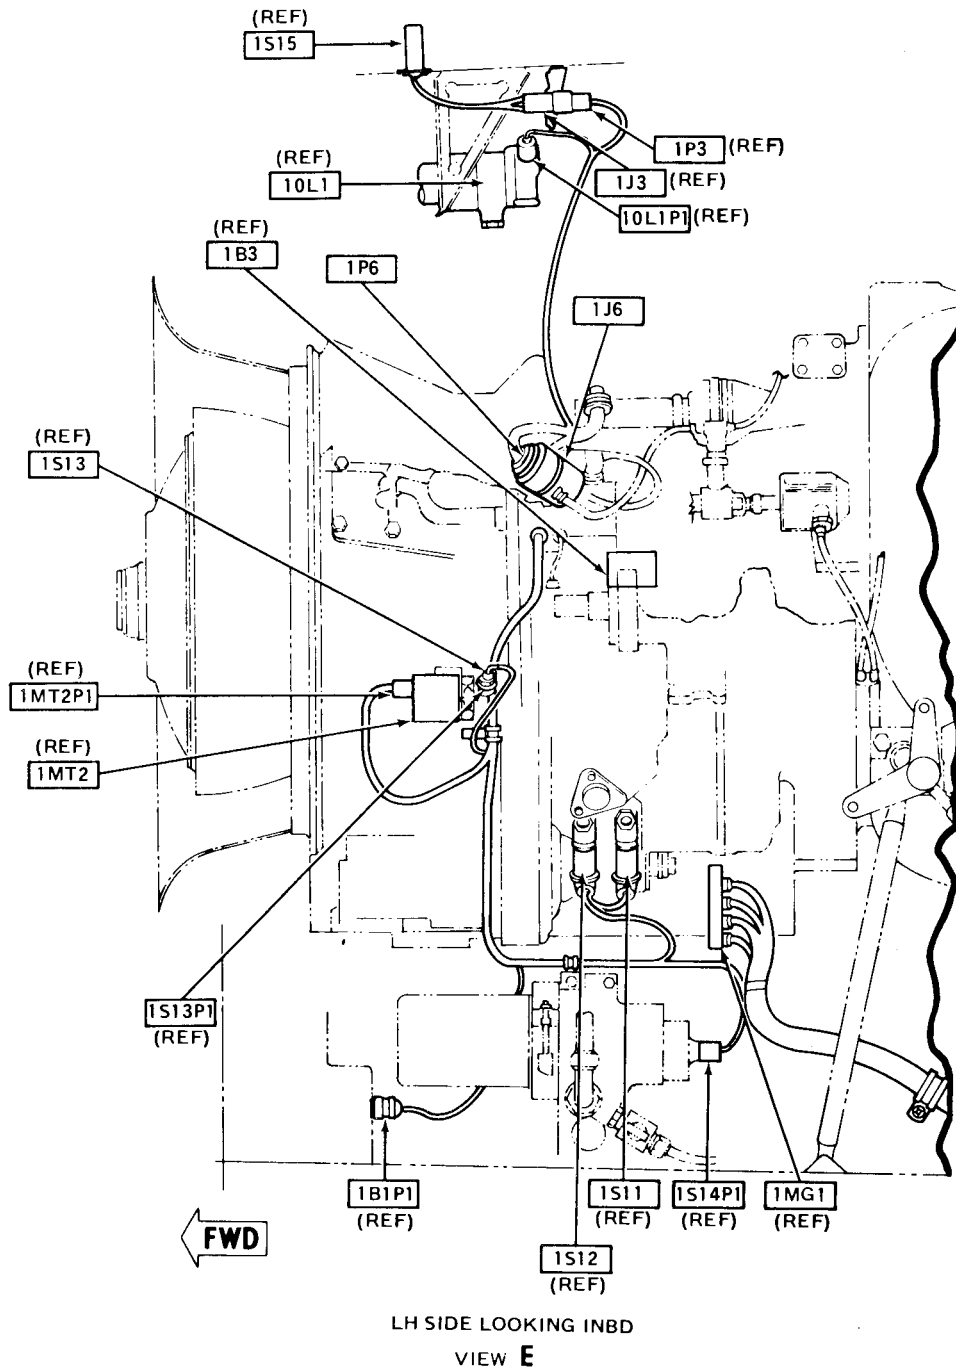 (REF)
1S15
1P3 (REF)
(REF)
10L1
1J3 (REF)
10L1P1 (REF)
(REF)
1B3
1P6
1J6
(REF)
1S13
(REF)
1MT2P1
(REF)
1MT2
1S13P1
(REF)
1B1P1
(REF)
1S11
(REF)
1S14P1
(REF)
1MG1
(REF)
FWD
1S12
(REF)
LH SIDE LOOKING INBD
VIEW E